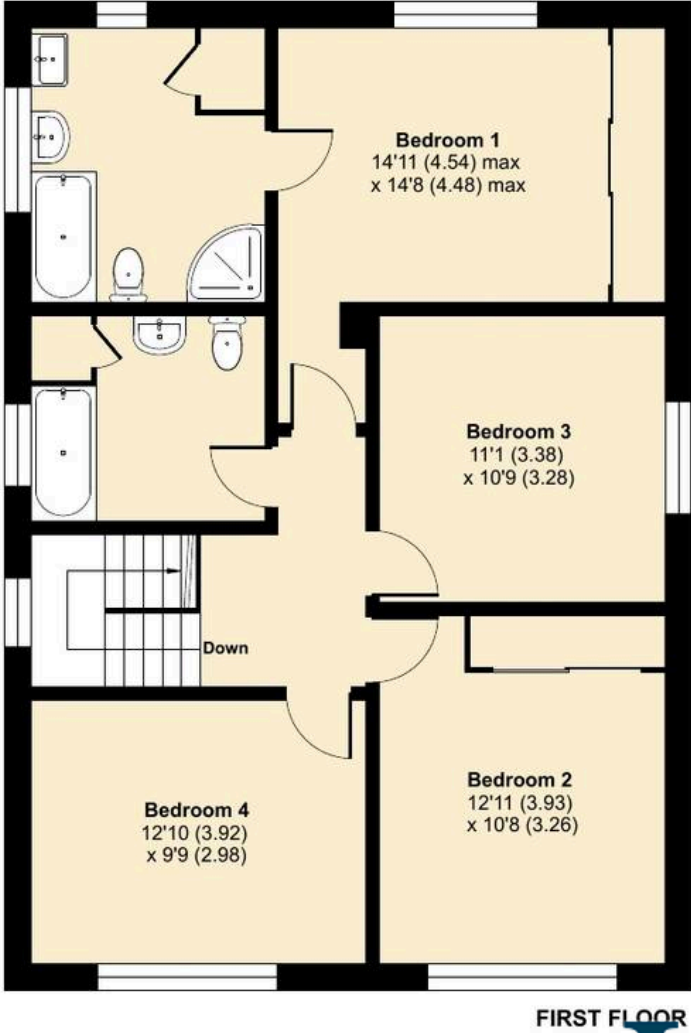 Bedroom 1
14'11 (4.54) max
x 14'8 (4.48) max
Bedroom 3
11'1 (3.38)
x 10'9 (3.28)
Down
Bedroom 2
12'11 (3.93)
x 10'8 (3.26)
Bedroom 4
12'10 (3.92)
x 9'9 (2.98)
FIRST FLOOR